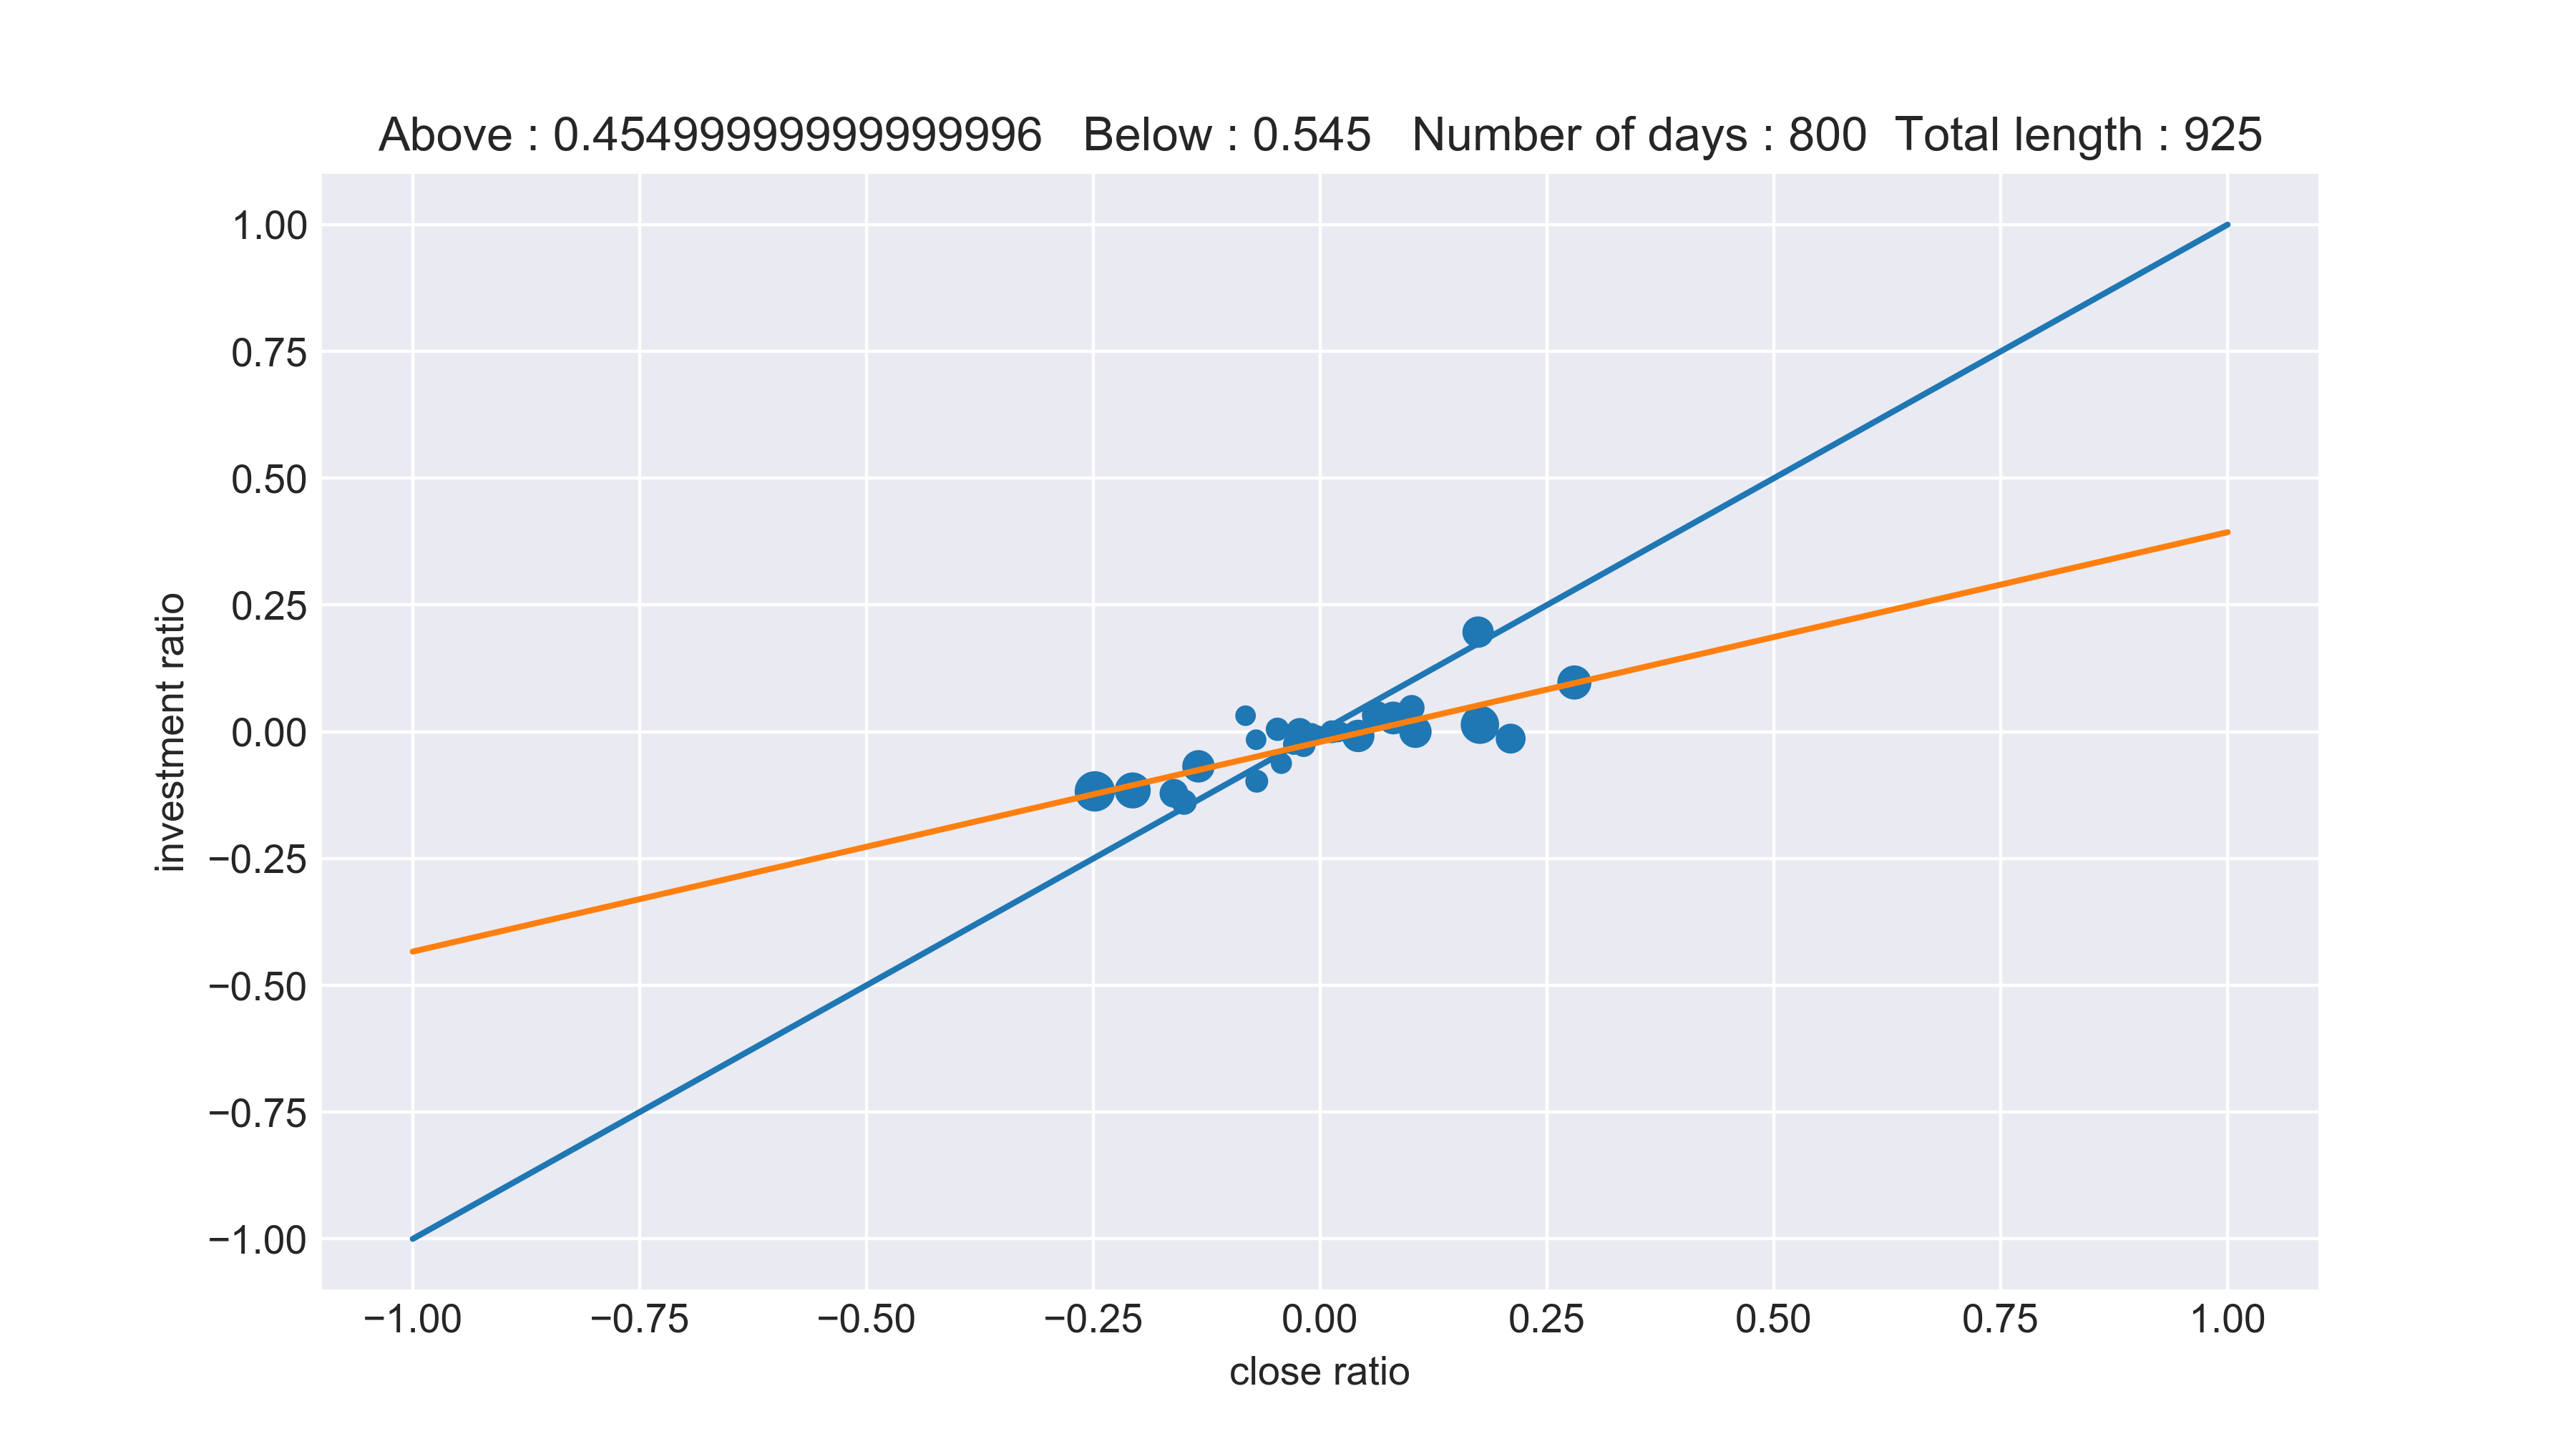 Above : 0.45499999999999996   Below : 0.545   Number of days : 800  Total length : 925
1.00
0.75
0.50
0.25
0.00
−0.25
−0.50
−0.75
−1.00
investment ratio
−1.00 −0.75 −0.50 −0.25 0.00 0.25 0.50 0.75 1.00
close ratio